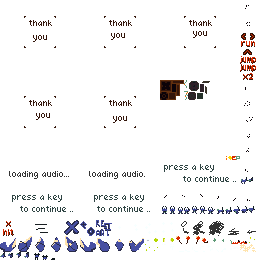 thank
you
thank
you
thank
you
run
jump
jump
x2
thank
you
thank
you
loading audio...
loading audio.
press a key
to continue ..
press a key
to continue ..
press a key
to continue ..
hit